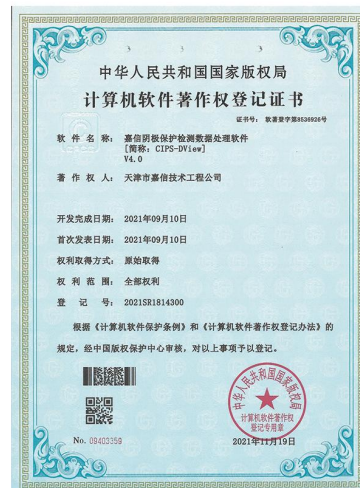 中华人民共和国国家版权局
计算机软件著作权登记证书
证书号： 软著登字第8536926号
软 件 名 称： 嘉信阴极保护检测数据处理软件
[简称：CIPS-DView]
V4.0
著 作 权 人： 天津市嘉信技术工程公司
开发完成日期： 2021年09月10日
首次发表日期： 2021年09月10日
权利取得方式： 原始取得
权 利 范 围： 全部权利
登 记 号： 2021SR1814300
根据《计算机软件保护条例》和《计算机软件著作权登记办法》的
规定，经中国版权保护中心审核，对以上事项予以登记。
中华人民共和国国家版权局
计算机软件著作权
登记专用章
No. 09403359
2021年11月19日